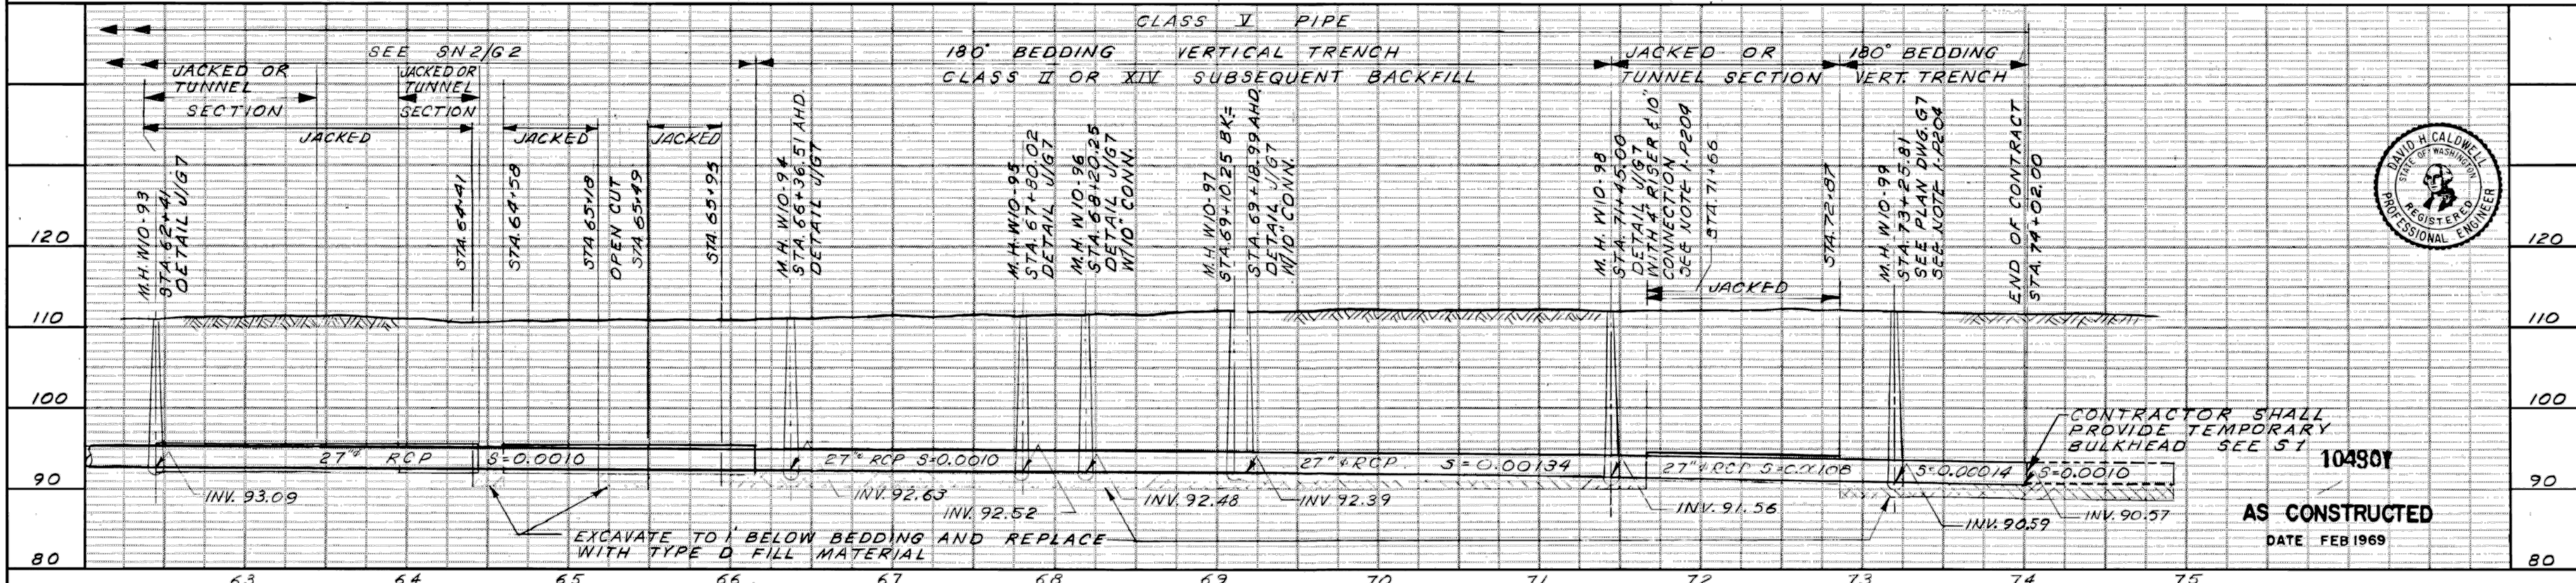 CLASS V PIPE
SEE SN2/G2
180° BEDDING VERTICAL TRENCH
CLASS II OR XIV SUBSEQUENT BACKFILL
JACKED OR
TUNNEL SECTION
180° BEDDING
VERT. TRENCH
JACKED OR
TUNNEL
SECTION
JACKED OR
TUNNEL
SECTION
JACKED
JACKED
JACKED
M.H. W10-93
STA. 62+41
DETAIL J/G7
STA. 64+41
STA. 64+58
STA 65+18
OPEN CUT
STA 65+49
STA. 65+95
M.H. W10-94
STA. 66+36.51 AHD.
DETAIL J/G7
M.H. W10-95
STA. 67+80.02
DETAIL J/G7
M.H. W10-96
STA. 68+20.25
DETAIL J/G7
W/10" CONN.
M.H. W10-97
STA. 69+10.25 BK=
STA. 69+18.99 AHD.
DETAIL J/G7
W/10" CONN.
M.H. W10-98
STA. 71+45.00
DETAIL J/G7
WITH 4' RISER & 10"
CONNECTION
SEE NOTE 1-P204
STA. 71+66
JACKED
STA. 72+87
M.H. W10-99
STA. 73+25.81
SEE PLAN DWG. G7
SEE NOTE 1-P204
END OF CONTRACT
STA. 74+02.00
DAVID H. CALDWELL
STATE OF WASHINGTON
REGISTERED
PROFESSIONAL ENGINEER
120
120
110
110
100
100
90
90
80
80
27"ø RCP S=0.0010
27"ø RCP S=0.0010
27"ø RCP S=0.00134
27"ø RCP S=0.00108
S=0.00014
S=0.0010
INV. 93.09
INV. 92.63
INV. 92.52
INV. 92.48
INV 92.39
INV. 91.56
INV. 90.59
INV. 90.57
EXCAVATE TO 1' BELOW BEDDING AND REPLACE
WITH TYPE D FILL MATERIAL
CONTRACTOR SHALL
PROVIDE TEMPORARY
BULKHEAD SEE S1
AS CONSTRUCTED
DATE FEB 1969
63 64 65 66 67 68 69 70 71 72 73 74 75